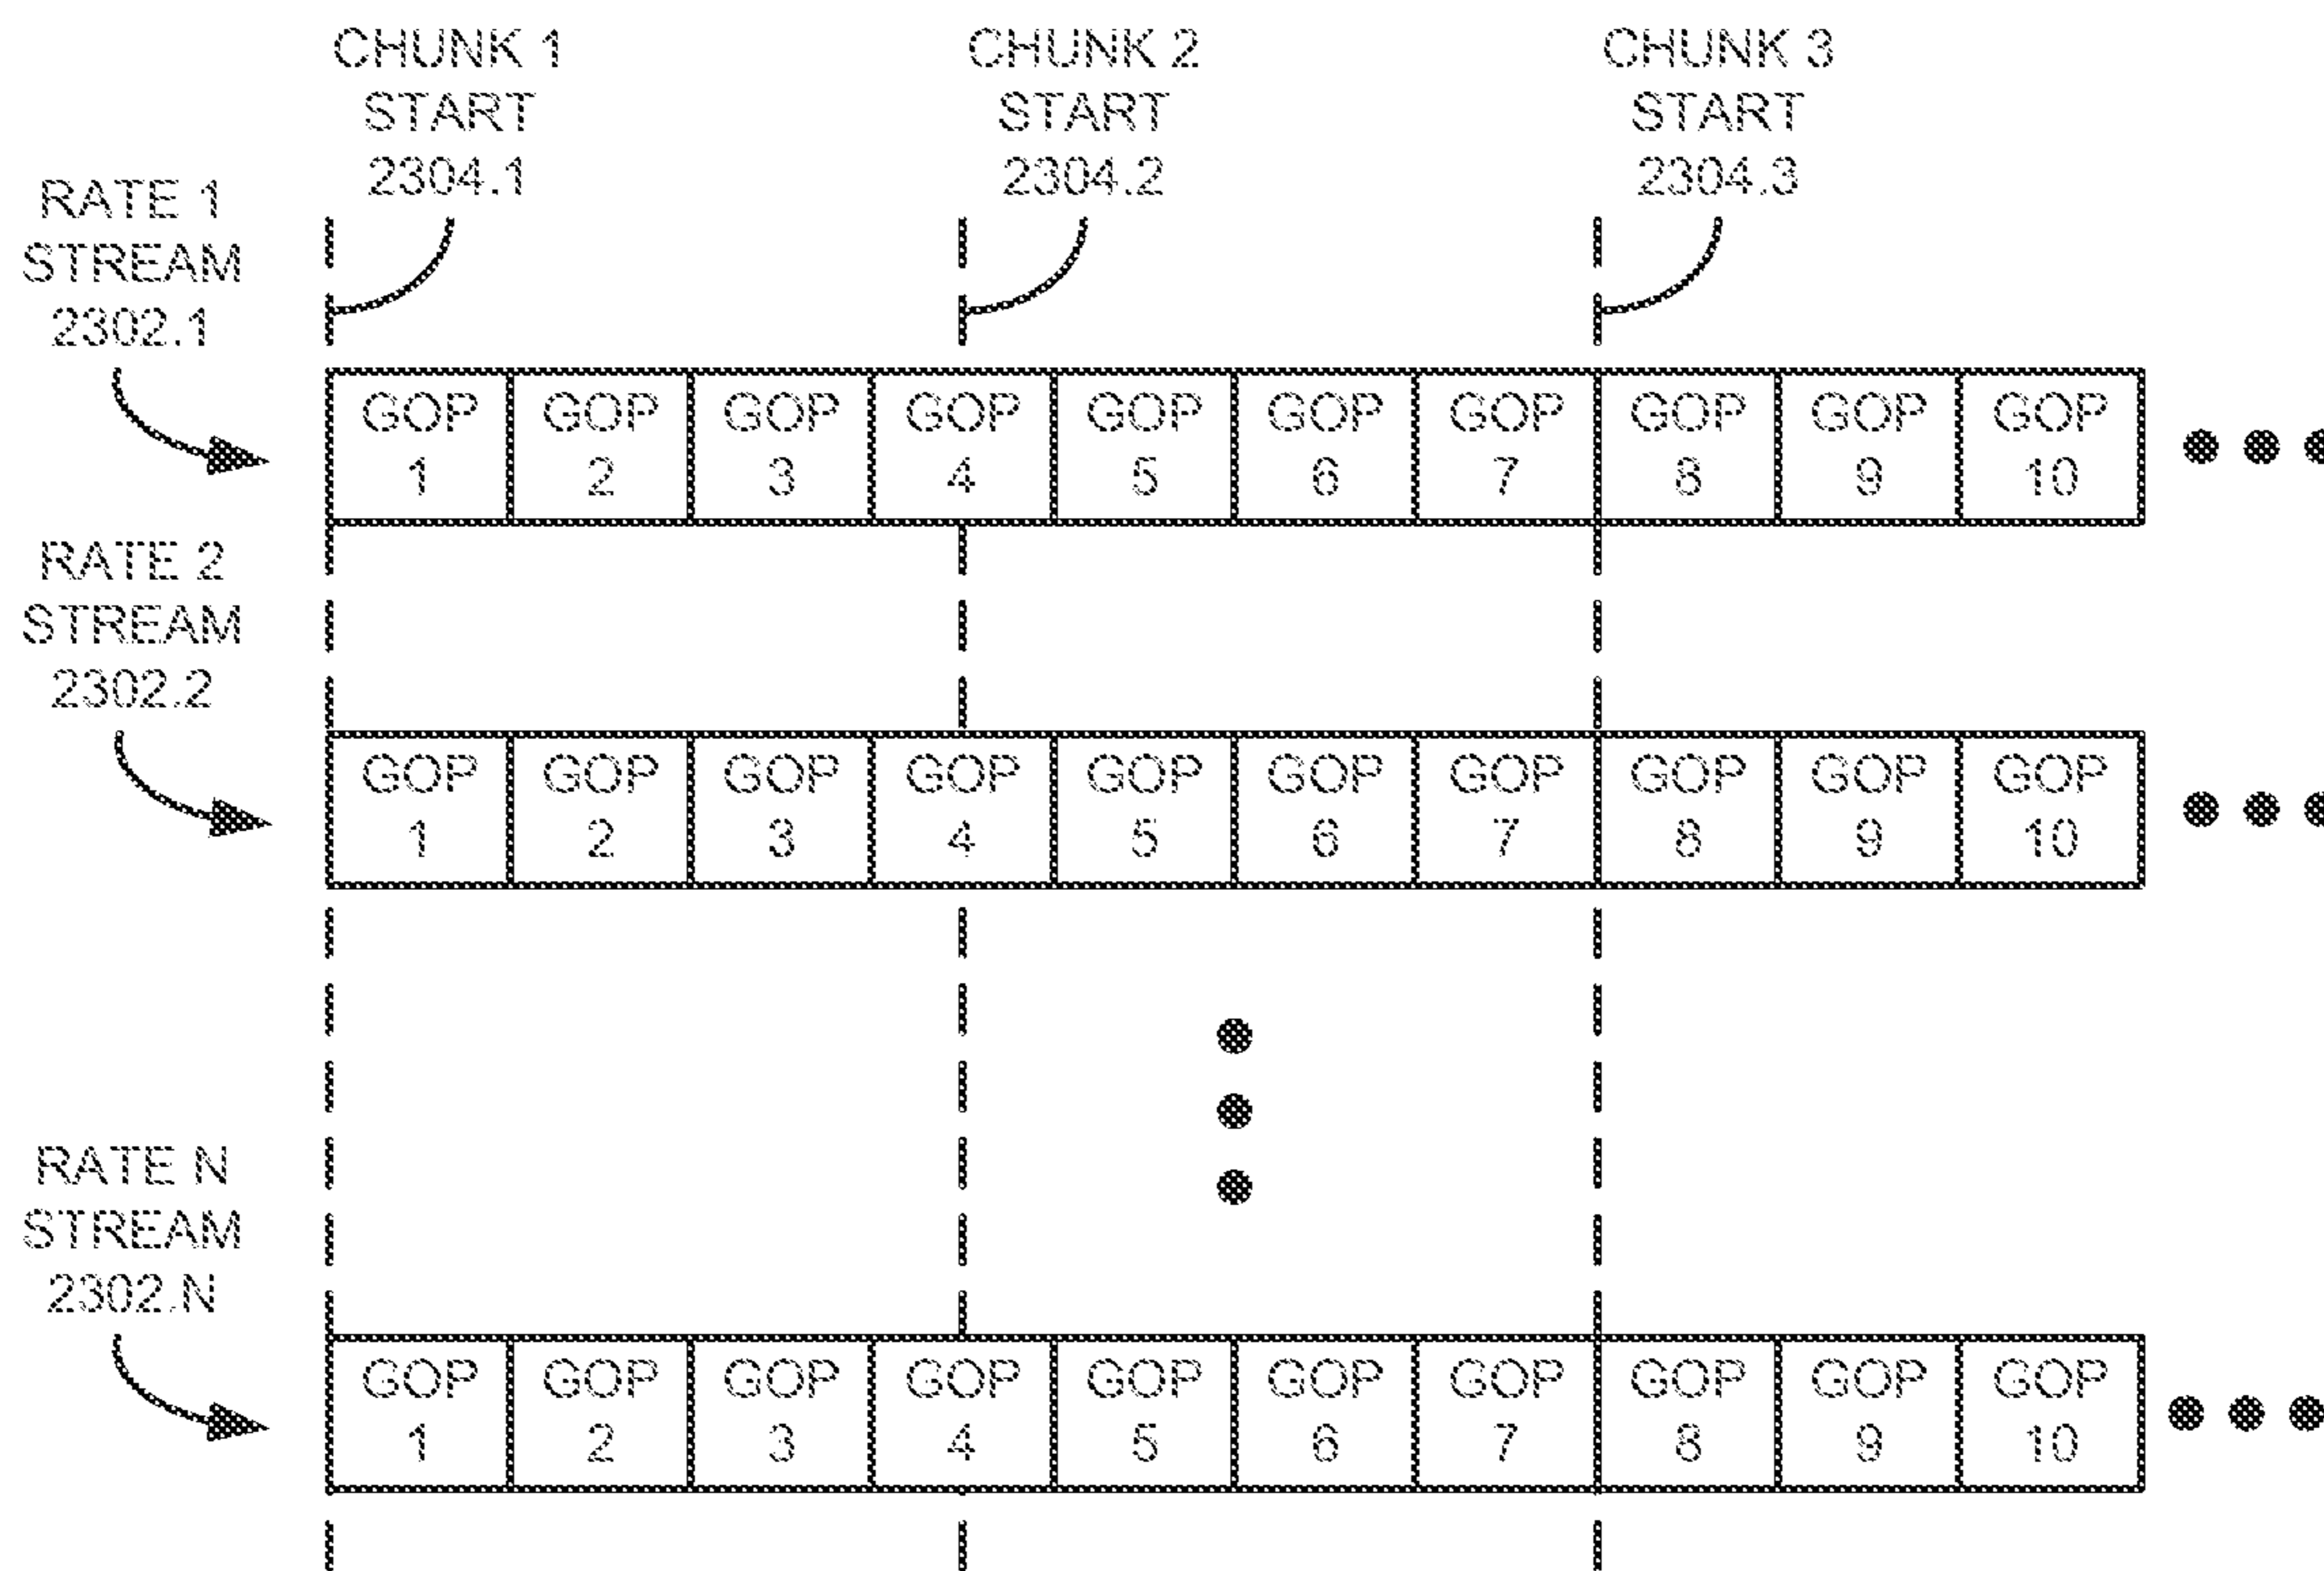 CHUNK 1
START
2304.1
CHUNK 2
START
2304.2
CHUNK 3
START
2304.3
RATE 1
STREAM
2302.1
GOP GOP GOP GOP GOP GOP GOP GOP GOP GOP
1 2 3 4 5 6 7 8 9 10
RATE 2
STREAM
2302.2
GOP GOP GOP GOP GOP GOP GOP GOP GOP GOP
1 2 3 4 5 6 7 8 9 10
RATE N
STREAM
2302.N
GOP GOP GOP GOP GOP GOP GOP GOP GOP GOP
1 2 3 4 5 6 7 8 9 10